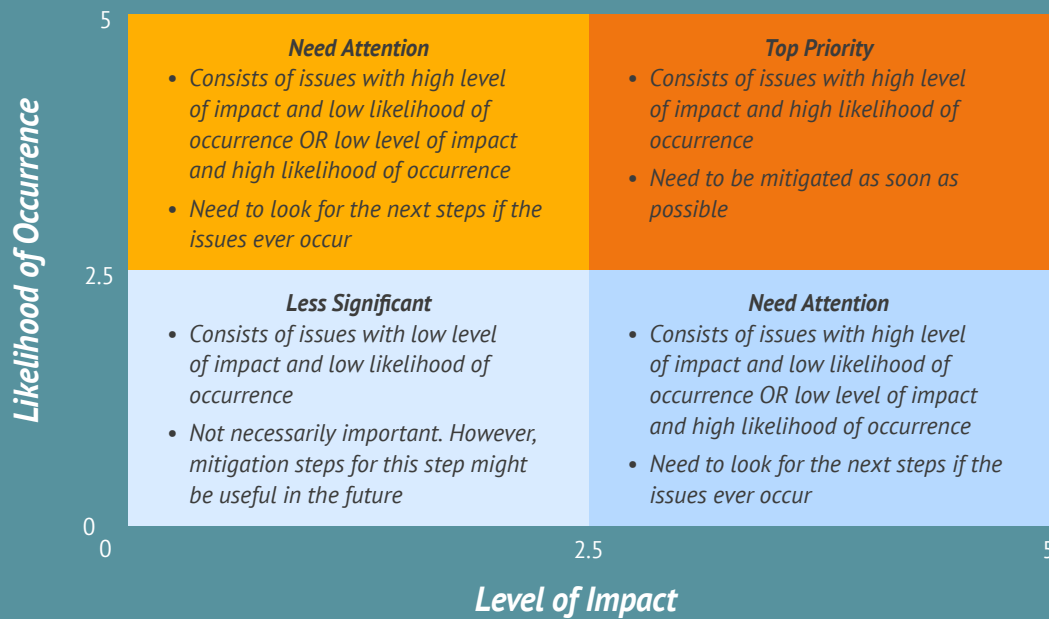 5
Need Attention
• Consists of issues with high level
of impact and low likelihood of
occurrence OR low level of impact
and high likelihood of occurrence
• Need to look for the next steps if the
issues ever occur
Top Priority
• Consists of issues with high level
of impact and high likelihood of
occurrence
• Need to be mitigated as soon as
possible
Likelihood of Occurrence
2.5
Less Significant
• Consists of issues with low level
of impact and low likelihood of
occurrence
• Not necessarily important. However,
mitigation steps for this step might
be useful in the future
Need Attention
• Consists of issues with high level
of impact and low likelihood of
occurrence OR low level of impact
and high likelihood of occurrence
• Need to look for the next steps if the
issues ever occur
0
0
2.5
5
Level of Impact